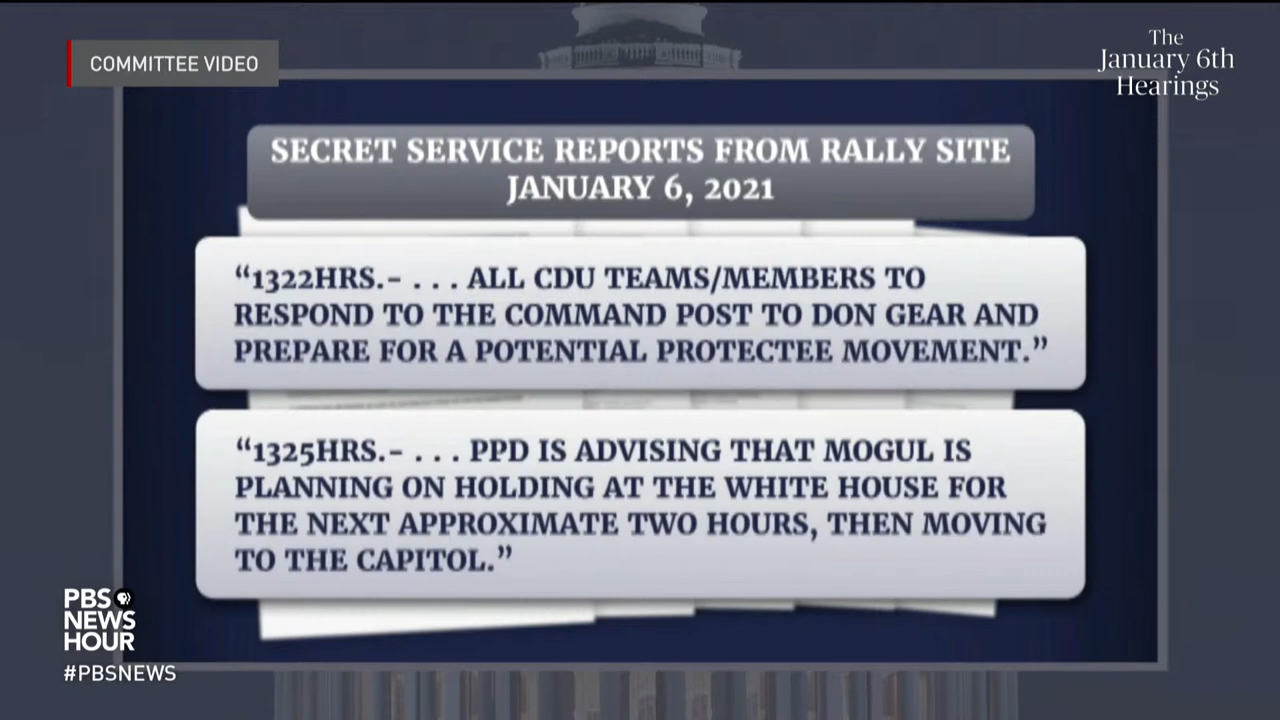 COMMITTEE VIDEO
The
January 6th
Hearings
SECRET SERVICE REPORTS FROM RALLY SITE
JANUARY 6, 2021
“1322HRS.- . . . ALL CDU TEAMS/MEMBERS TO
RESPOND TO THE COMMAND POST TO DON GEAR AND
PREPARE FOR A POTENTIAL PROTECTEE MOVEMENT.”
“1325HRS.- . . . PPD IS ADVISING THAT MOGUL IS
PLANNING ON HOLDING AT THE WHITE HOUSE FOR
THE NEXT APPROXIMATE TWO HOURS, THEN MOVING
TO THE CAPITOL.”
PBS
NEWS
HOUR
#PBSNEWS